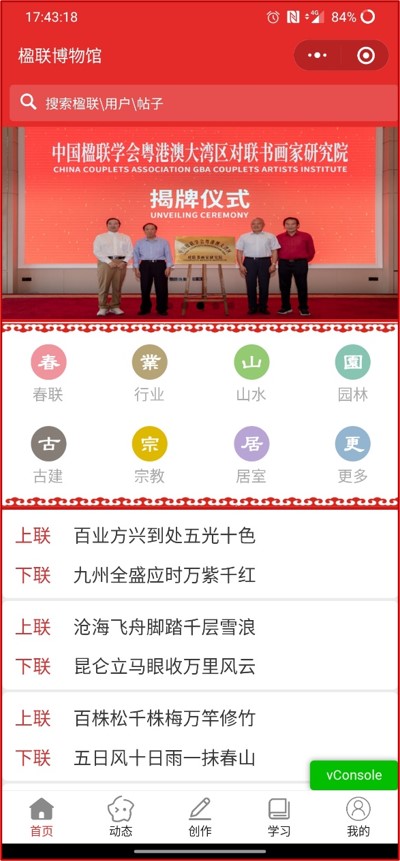 17:43:18
4G
84%
楹联博物馆
搜索楹联\用户\帖子
中国楹联学会粤港澳大湾区对联书画家研究院
CHINA COUPLETS ASSOCIATION GBA COUPLETS ARTISTS INSTITUTE
揭牌仪式
UNVEILING CEREMONY
春 業 山 園
春联 行业 山水 园林
古 宗 居 更
古建 宗教 居室 更多
上联 百业方兴到处五光十色
下联 九州全盛应时万紫千红
上联 沧海飞舟脚踏千层雪浪
下联 昆仑立马眼收万里风云
上联 百株松千株梅万竿修竹
下联 五日风十日雨一抹春山
vConsole
首页 动态 创作 学习 我的